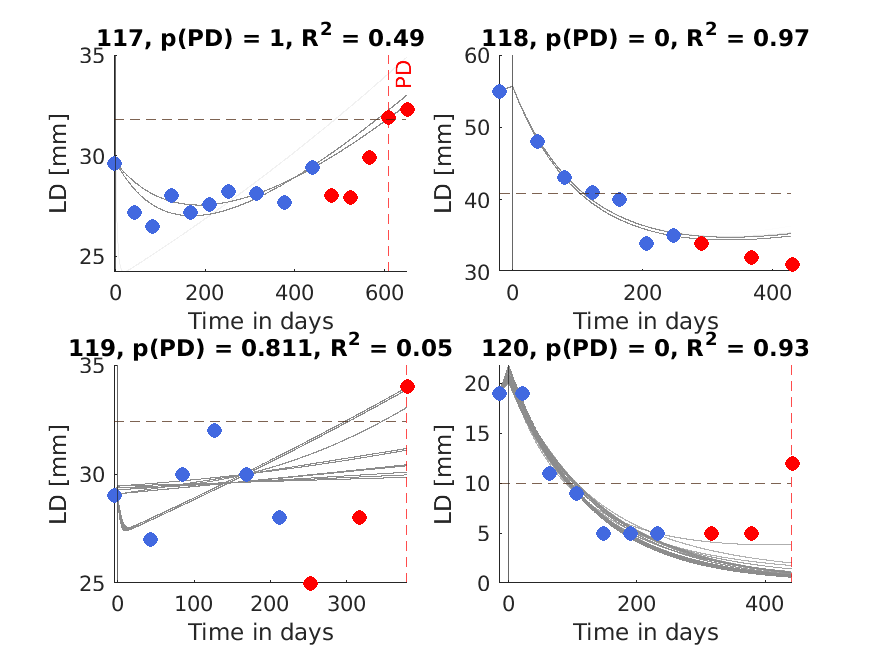 117, p(PD) = 1, R² = 0.49
35
30
25
LD [mm]
PD
0 200 400 600
Time in days
118, p(PD) = 0, R² = 0.97
60
50
40
30
LD [mm]
0 200 400
Time in days
119, p(PD) = 0.811, R² = 0.05
35
30
25
LD [mm]
0 100 200 300
Time in days
120, p(PD) = 0, R² = 0.93
20
15
10
5
0
LD [mm]
0 200 400
Time in days